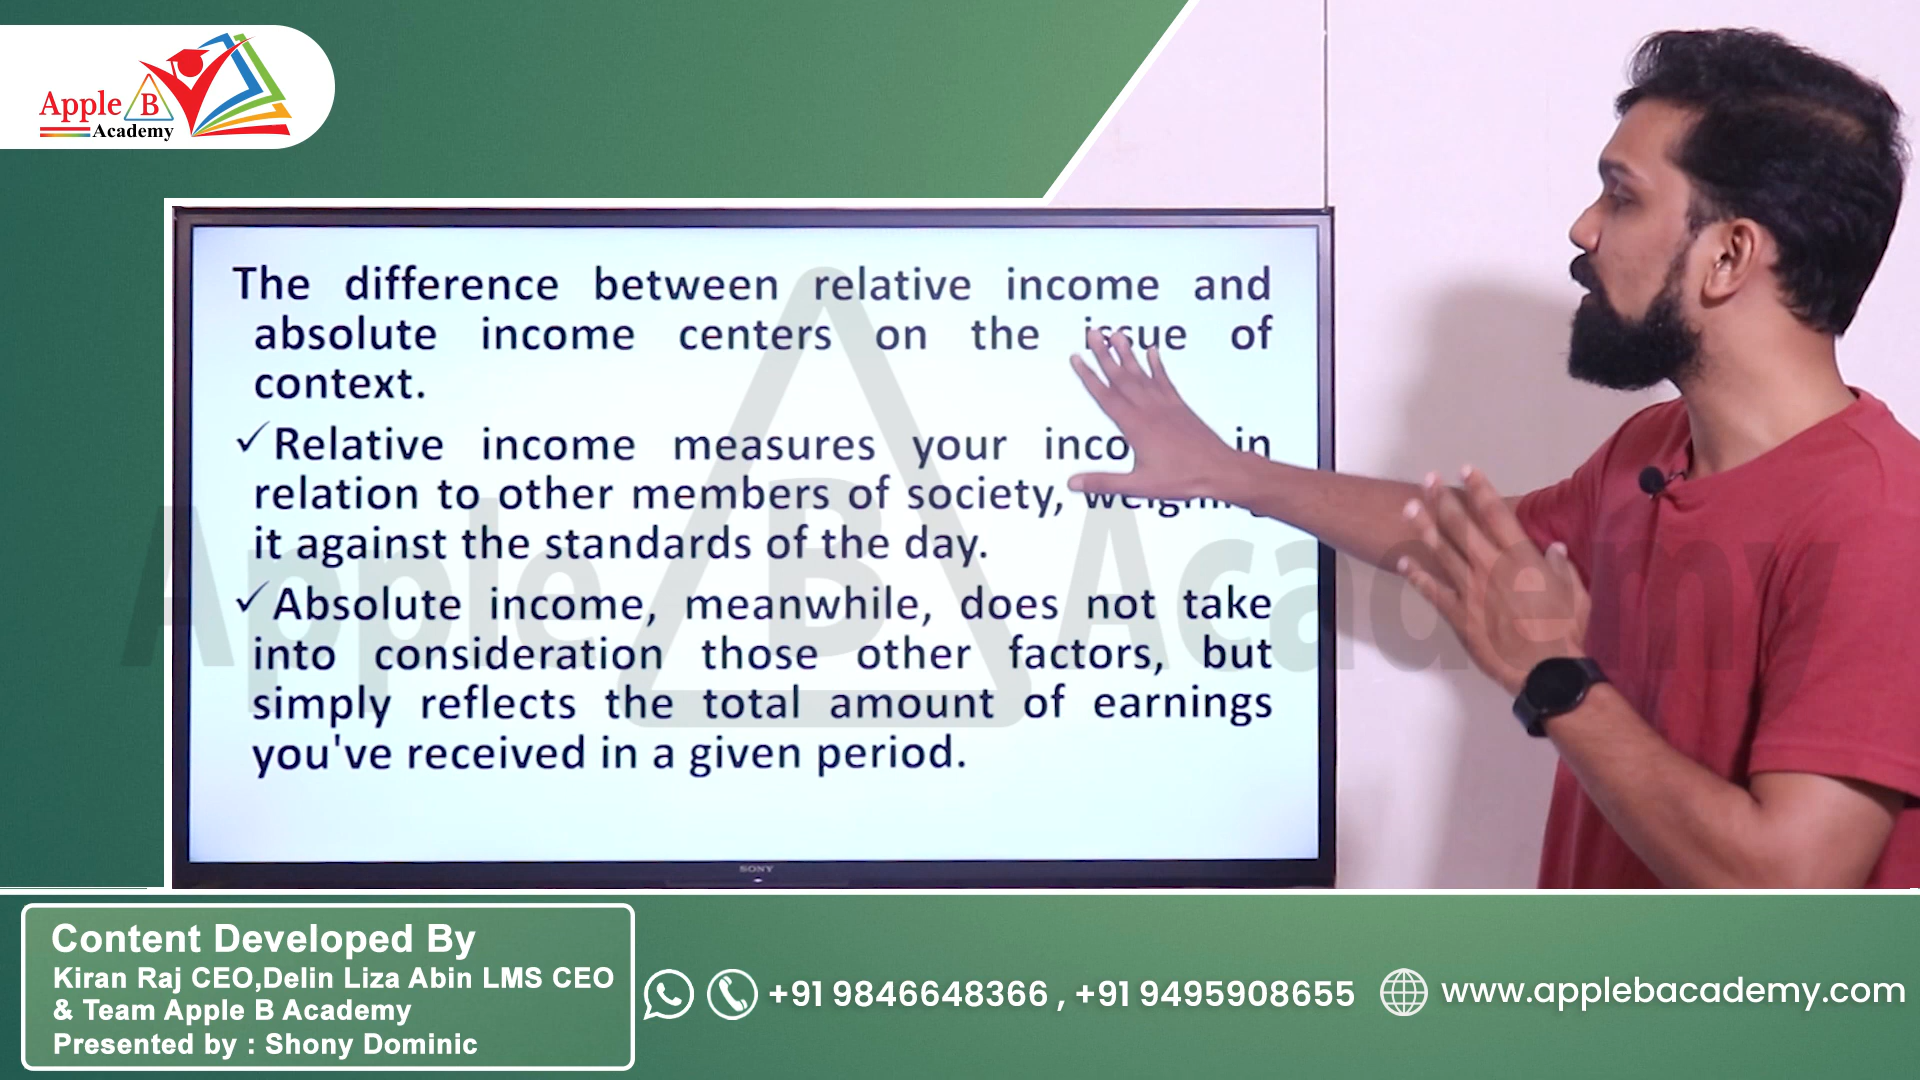 Apple B
Academy
The difference between relative income and
absolute income centers on the issue of
context.
✓Relative income measures your in
relation to other members of society,
it against the standards of the day.
✓Absolute income, meanwhile, does not take
into consideration those other factors, but
simply reflects the total amount of earnings
you've received in a given period.
Apple B Academy
SONY
Content Developed By
Kiran Raj CEO,Delin Liza Abin LMS CEO
& Team Apple B Academy
Presented by : Shony Dominic
+91 9846648366 , +91 9495908655
www.applebacademy.com